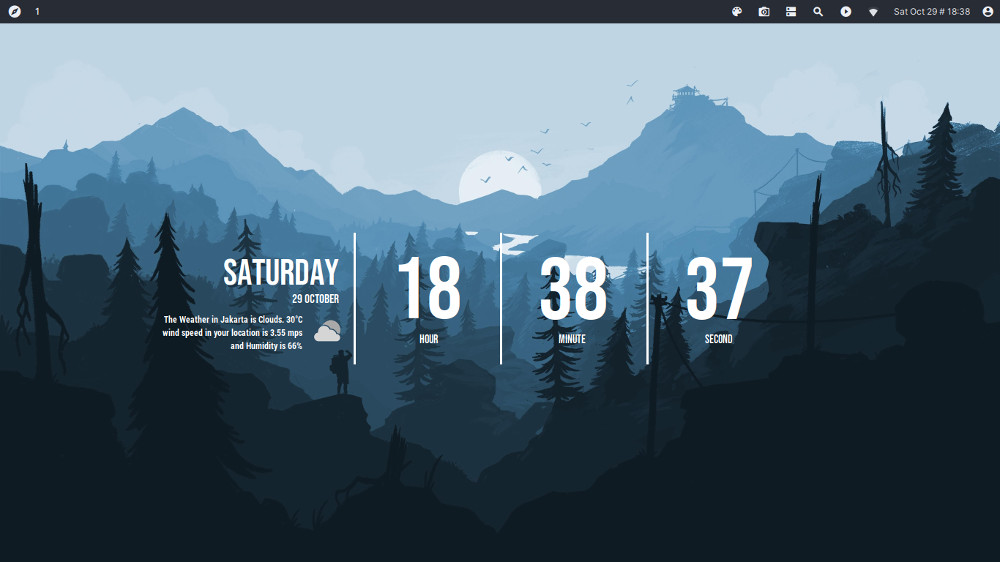 1
Sat Oct 29 # 18:38
SATURDAY
29 OCTOBER
The Weather in Jakarta is Clouds. 30°C
wind speed in your location is 3.55 mps
and Humidity is 66%
18
HOUR
38
MINUTE
37
SECOND